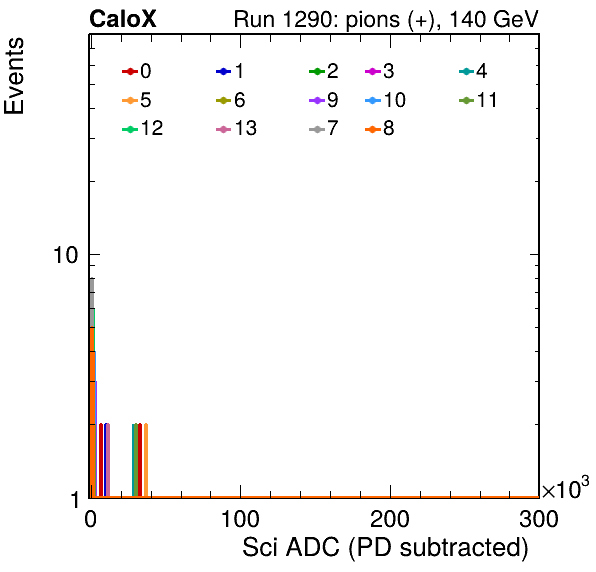 CaloX Run 1290: pions (+), 140 GeV
Events
0 1 2 3 4
5 6 9 10 11
12 13 7 8
10
1
×10³
0 100 200 300
Sci ADC (PD subtracted)